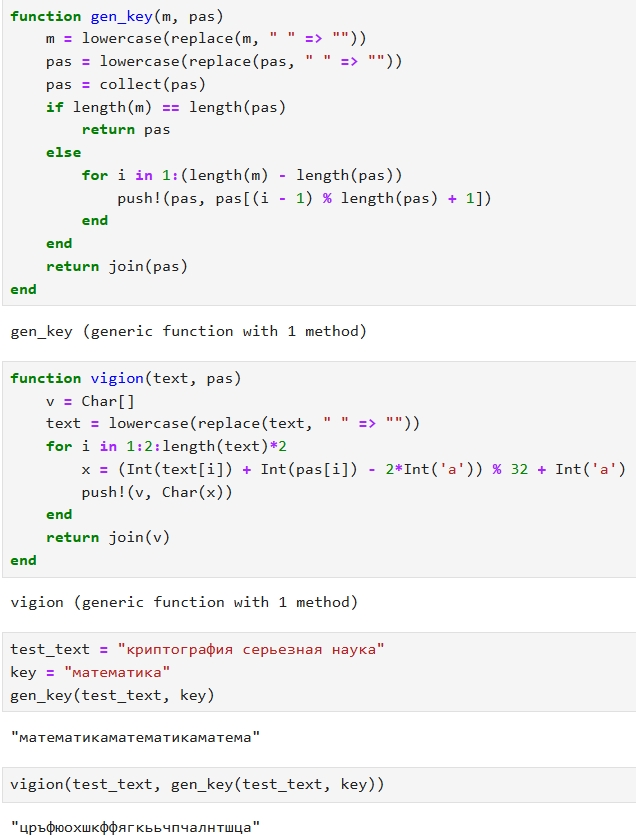 function gen_key(m, pas)
    m = lowercase(replace(m, " " => ""))
    pas = lowercase(replace(pas, " " => ""))
    pas = collect(pas)
    if length(m) == length(pas)
        return pas
    else
        for i in 1:(length(m) - length(pas))
            push!(pas, pas[(i - 1) % length(pas) + 1])
        end
    end
    return join(pas)
end
gen_key (generic function with 1 method)
function vigion(text, pas)
    v = Char[]
    text = lowercase(replace(text, " " => ""))
    for i in 1:2:length(text)*2
        x = (Int(text[i]) + Int(pas[i]) - 2*Int('а')) % 32 + Int('а')
        push!(v, Char(x))
    end
    return join(v)
end
vigion (generic function with 1 method)
test_text = "криптография серьезная наука"
key = "математика"
gen_key(test_text, key)
"математикаматематикаматема"
vigion(test_text, gen_key(test_text, key))
"цръфюохшкффягкььчпчалнтшца"